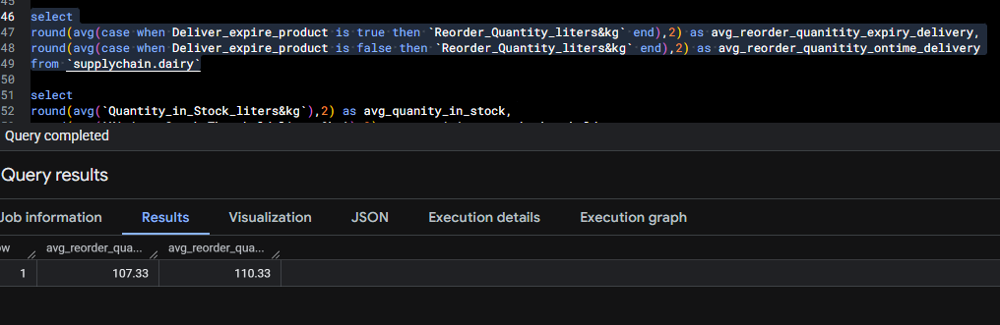 45
46 select
47 round(avg(case when Deliver_expire_product is true then `Reorder_Quantity_liters&kg` end),2) as avg_reorder_quanitity_expiry_delivery,
48 round(avg(case when Deliver_expire_product is false then `Reorder_Quantity_liters&kg` end),2) as avg_reorder_quanitity_ontime_delivery
49 from `supplychain.dairy`
50
51 select
52 round(avg(`Quantity_in_Stock_liters&kg`),2) as avg_quanity_in_stock,
Query completed
Query results
Job information Results Visualization JSON Execution details Execution graph
ow avg_reorder_qua... avg_reorder_qua...
1 107.33 110.33